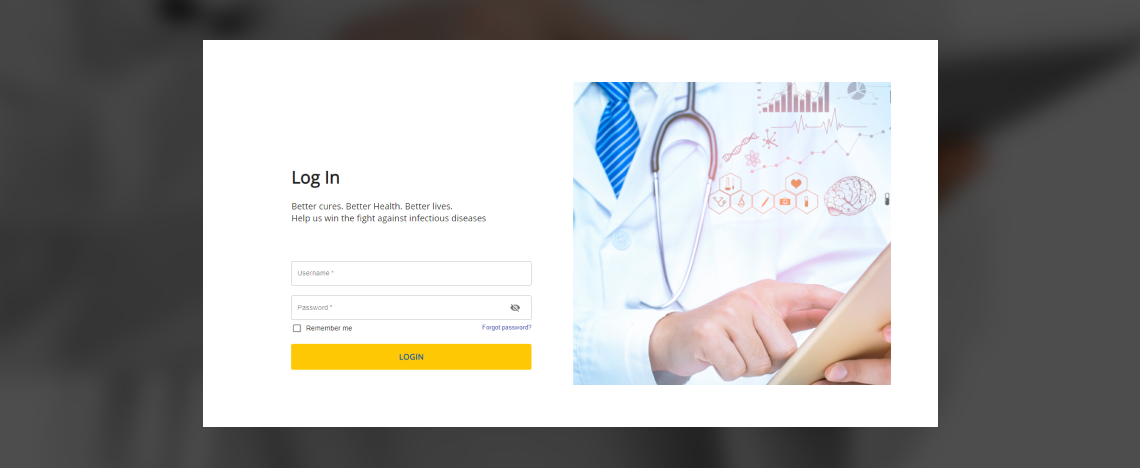 Log In
Better cures. Better Health. Better lives.
Help us win the fight against infectious diseases
Username *
Password *
Remember me
Forgot password?
LOGIN